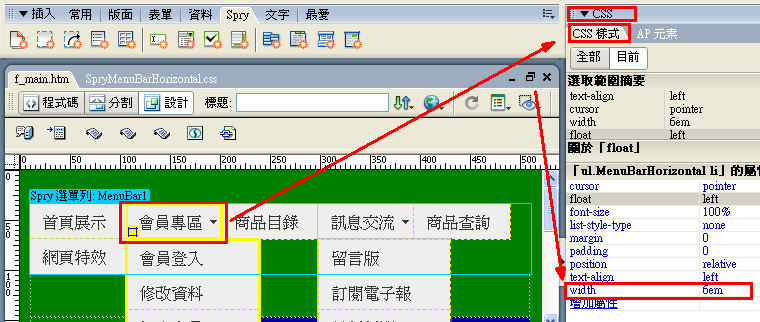 插入 常用 版面 表單 資料 Spry 文字 最愛
f_main.htm SpryMenuBarHorizontal.css
程式碼 分割 設計 標題:
0 50 100 150 200 250 300 350 400 450 500
50
100
Spry 選單列: MenuBar1
首頁展示 會員專區 商品目錄 訊息交流 商品查詢
網頁特效 會員登入 留言版
修改資料 訂閱電子報
CSS
CSS 樣式 AP 元素
全部 目前
選取範圍摘要
text-align left
cursor pointer
width 6em
float left
關於「float」
「ul.MenuBarHorizontal li」的屬性
cursor pointer
float left
font-size 100%
list-style-type none
margin 0
padding 0
position relative
text-align left
width 6em
增加屬性